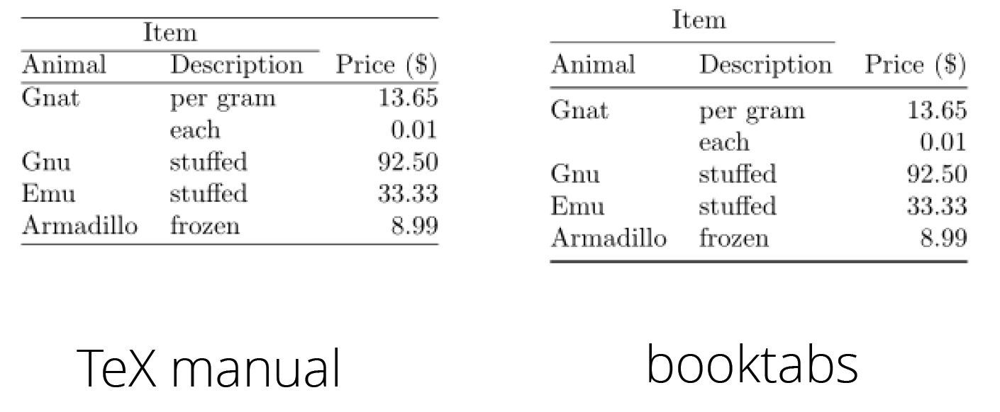 Item
Animal Description Price ($)
Gnat per gram 13.65
each 0.01
Gnu stuffed 92.50
Emu stuffed 33.33
Armadillo frozen 8.99
TeX manual
Item
Animal Description Price ($)
Gnat per gram 13.65
each 0.01
Gnu stuffed 92.50
Emu stuffed 33.33
Armadillo frozen 8.99
booktabs